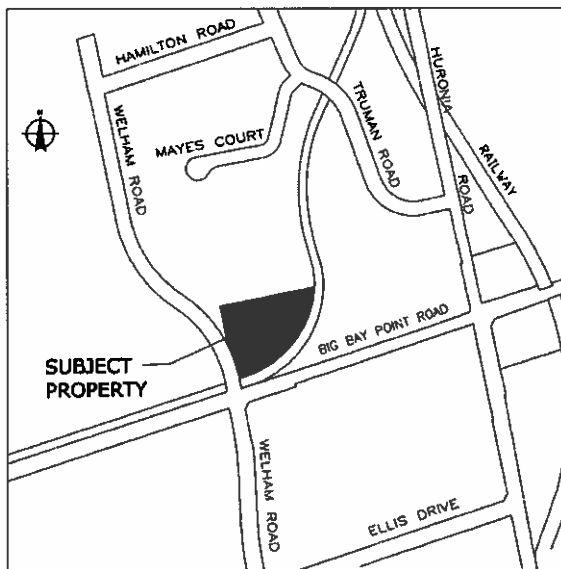 HAMILTON ROAD
HURONIA
ROAD
WELHAM ROAD
MAYES COURT
TRUMAN ROAD
RAILWAY
BIG BAY POINT ROAD
SUBJECT
PROPERTY
WELHAM ROAD
ELLIS DRIVE